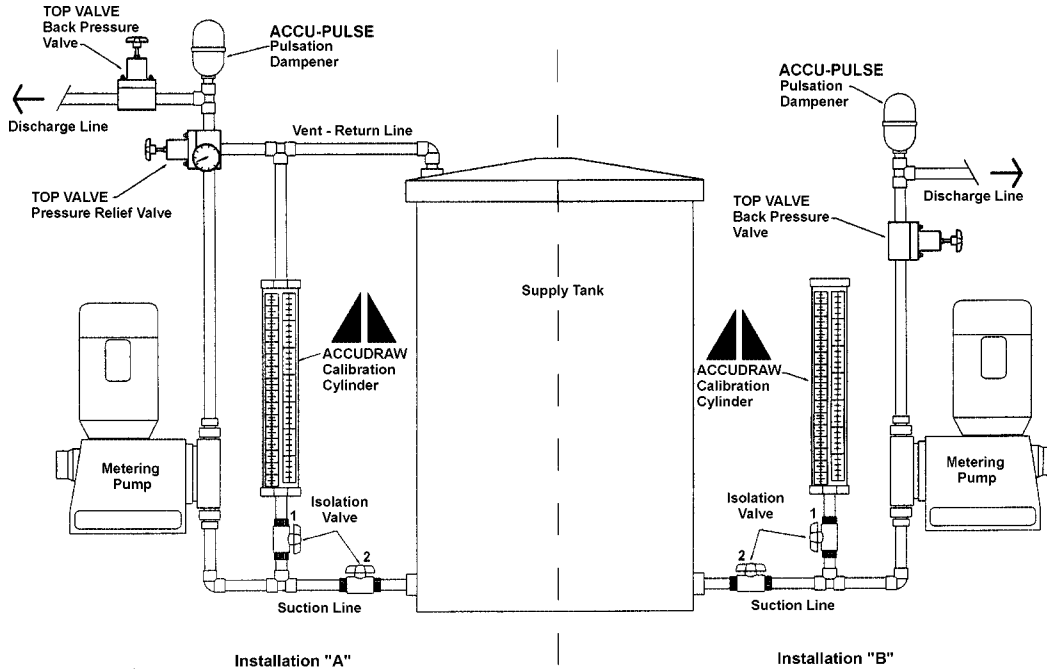 TOP VALVE
Back Pressure
Valve
ACCU-PULSE
Pulsation
Dampener
Discharge Line
Vent - Return Line
TOP VALVE
Pressure Relief Valve
ACCUDRAW
Calibration
Cylinder
Metering
Pump
Isolation
Valve
1
2
Suction Line
Installation "A"
Supply Tank
ACCU-PULSE
Pulsation
Dampener
Discharge Line
TOP VALVE
Back Pressure
Valve
ACCUDRAW
Calibration
Cylinder
Metering
Pump
Isolation
Valve
1
2
Suction Line
Installation "B"